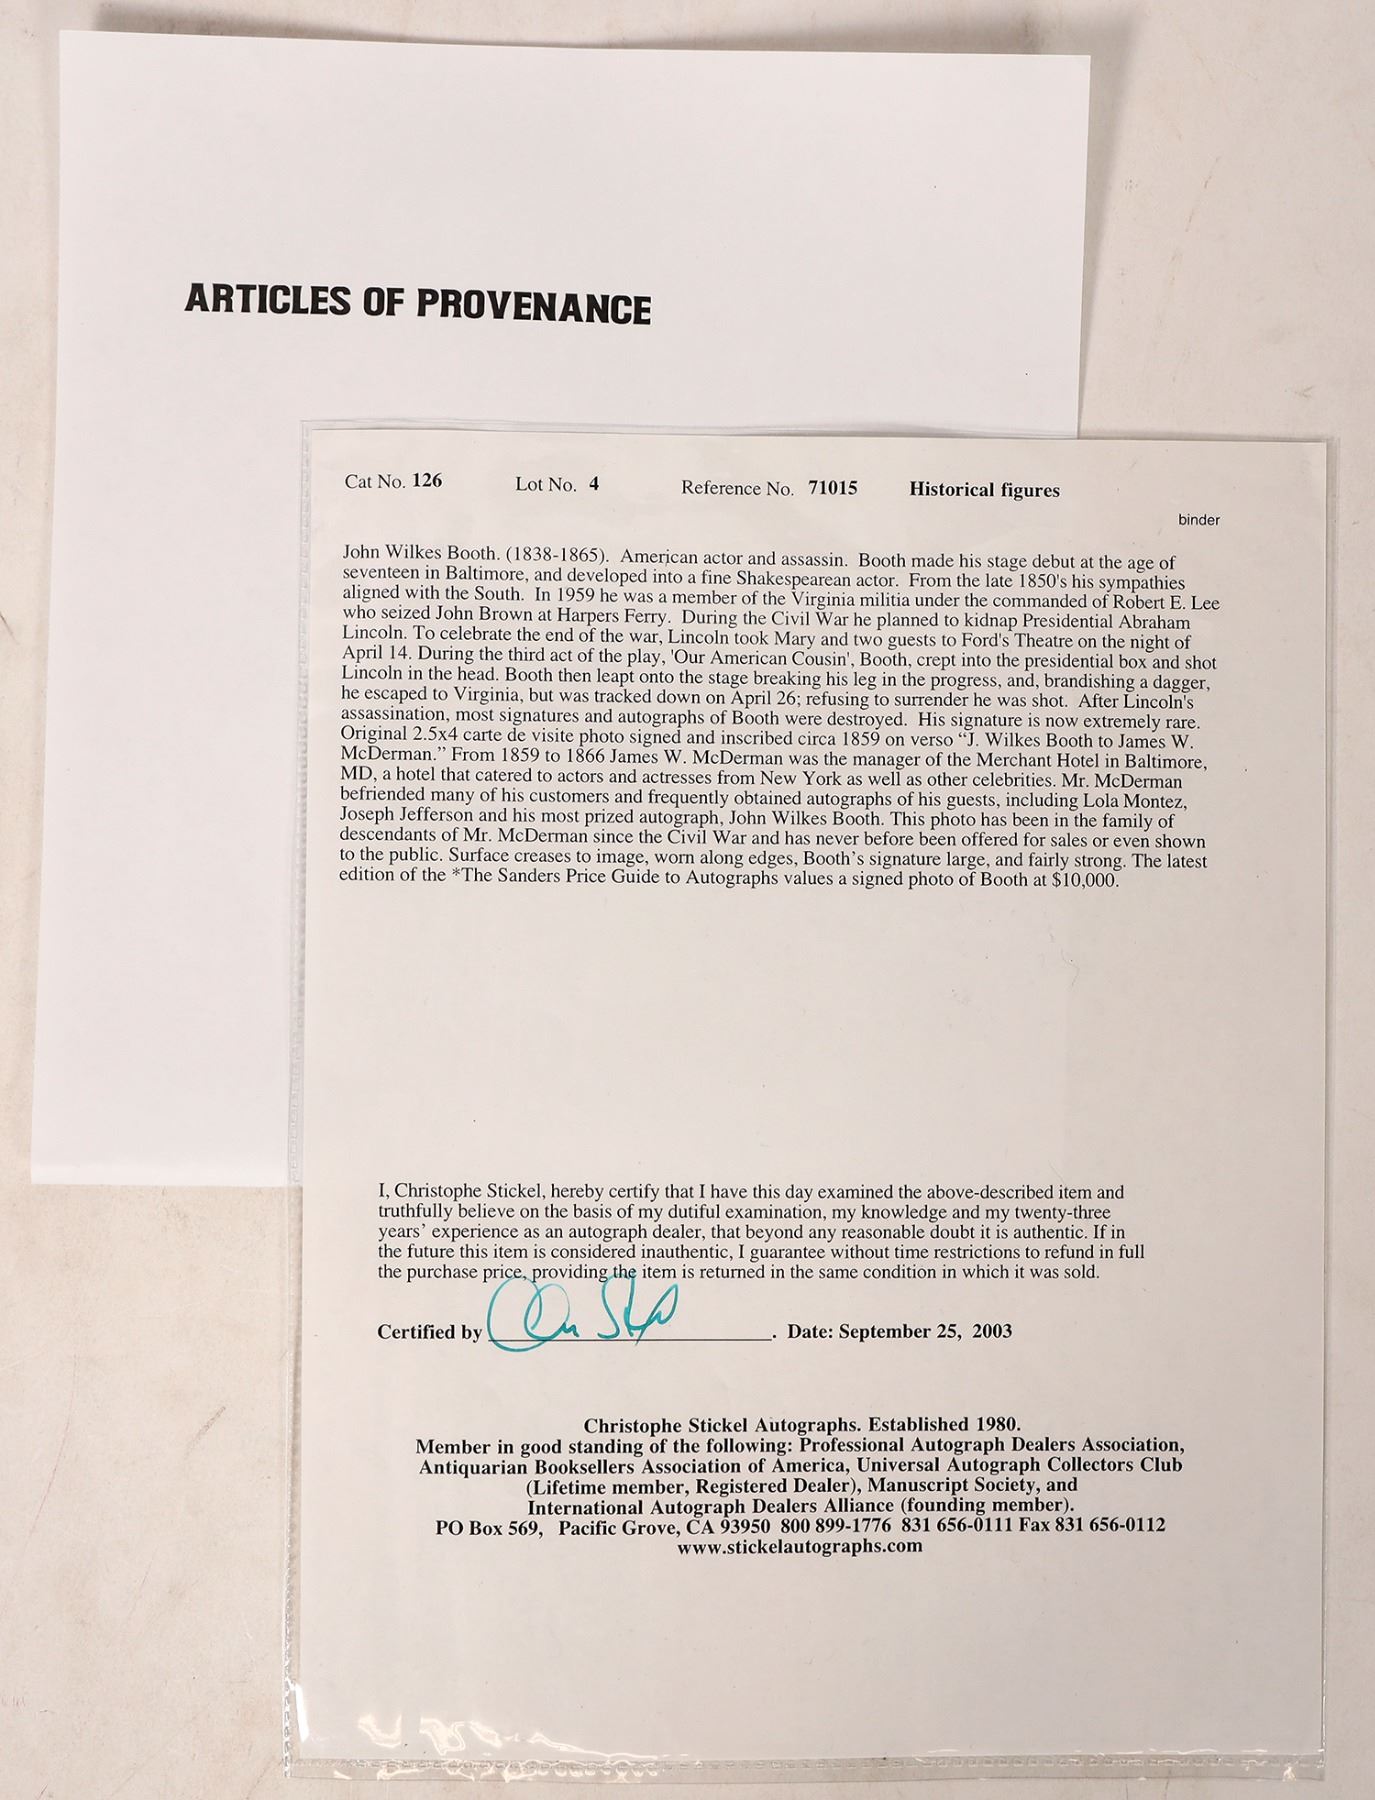 ARTICLES OF PROVENANCE
Cat No. 126 Lot No. 4 Reference No. 71015 Historical figures
binder
John Wilkes Booth. (1838-1865). American actor and assassin. Booth made his stage debut at the age of
seventeen in Baltimore, and developed into a fine Shakespearean actor. From the late 1850's his sympathies
aligned with the South. In 1959 he was a member of the Virginia militia under the commanded of Robert E. Lee
who seized John Brown at Harpers Ferry. During the Civil War he planned to kidnap Presidential Abraham
Lincoln. To celebrate the end of the war, Lincoln took Mary and two guests to Ford's Theatre on the night of
April 14. During the third act of the play, 'Our American Cousin', Booth, crept into the presidential box and shot
Lincoln in the head. Booth then leapt onto the stage breaking his leg in the progress, and, brandishing a dagger,
he escaped to Virginia, but was tracked down on April 26; refusing to surrender he was shot. After Lincoln's
assassination, most signatures and autographs of Booth were destroyed. His signature is now extremely rare.
Original 2.5x4 carte de visite photo signed and inscribed circa 1859 on verso “J. Wilkes Booth to James W.
McDerman.” From 1859 to 1866 James W. McDerman was the manager of the Merchant Hotel in Baltimore,
MD, a hotel that catered to actors and actresses from New York as well as other celebrities. Mr. McDerman
befriended many of his customers and frequently obtained autographs of his guests, including Lola Montez,
Joseph Jefferson and his most prized autograph, John Wilkes Booth. This photo has been in the family of
descendants of Mr. McDerman since the Civil War and has never before been offered for sales or even shown
to the public. Surface creases to image, worn along edges, Booth’s signature large, and fairly strong. The latest
edition of the *The Sanders Price Guide to Autographs values a signed photo of Booth at $10,000.
I, Christophe Stickel, hereby certify that I have this day examined the above-described item and
truthfully believe on the basis of my dutiful examination, my knowledge and my twenty-three
years’ experience as an autograph dealer, that beyond any reasonable doubt it is authentic. If in
the future this item is considered inauthentic, I guarantee without time restrictions to refund in full
the purchase price, providing the item is returned in the same condition in which it was sold.
Certified by . Date: September 25, 2003
Christophe Stickel Autographs. Established 1980.
Member in good standing of the following: Professional Autograph Dealers Association,
Antiquarian Booksellers Association of America, Universal Autograph Collectors Club
(Lifetime member, Registered Dealer), Manuscript Society, and
International Autograph Dealers Alliance (founding member).
PO Box 569, Pacific Grove, CA 93950 800 899-1776 831 656-0111 Fax 831 656-0112
www.stickelautographs.com